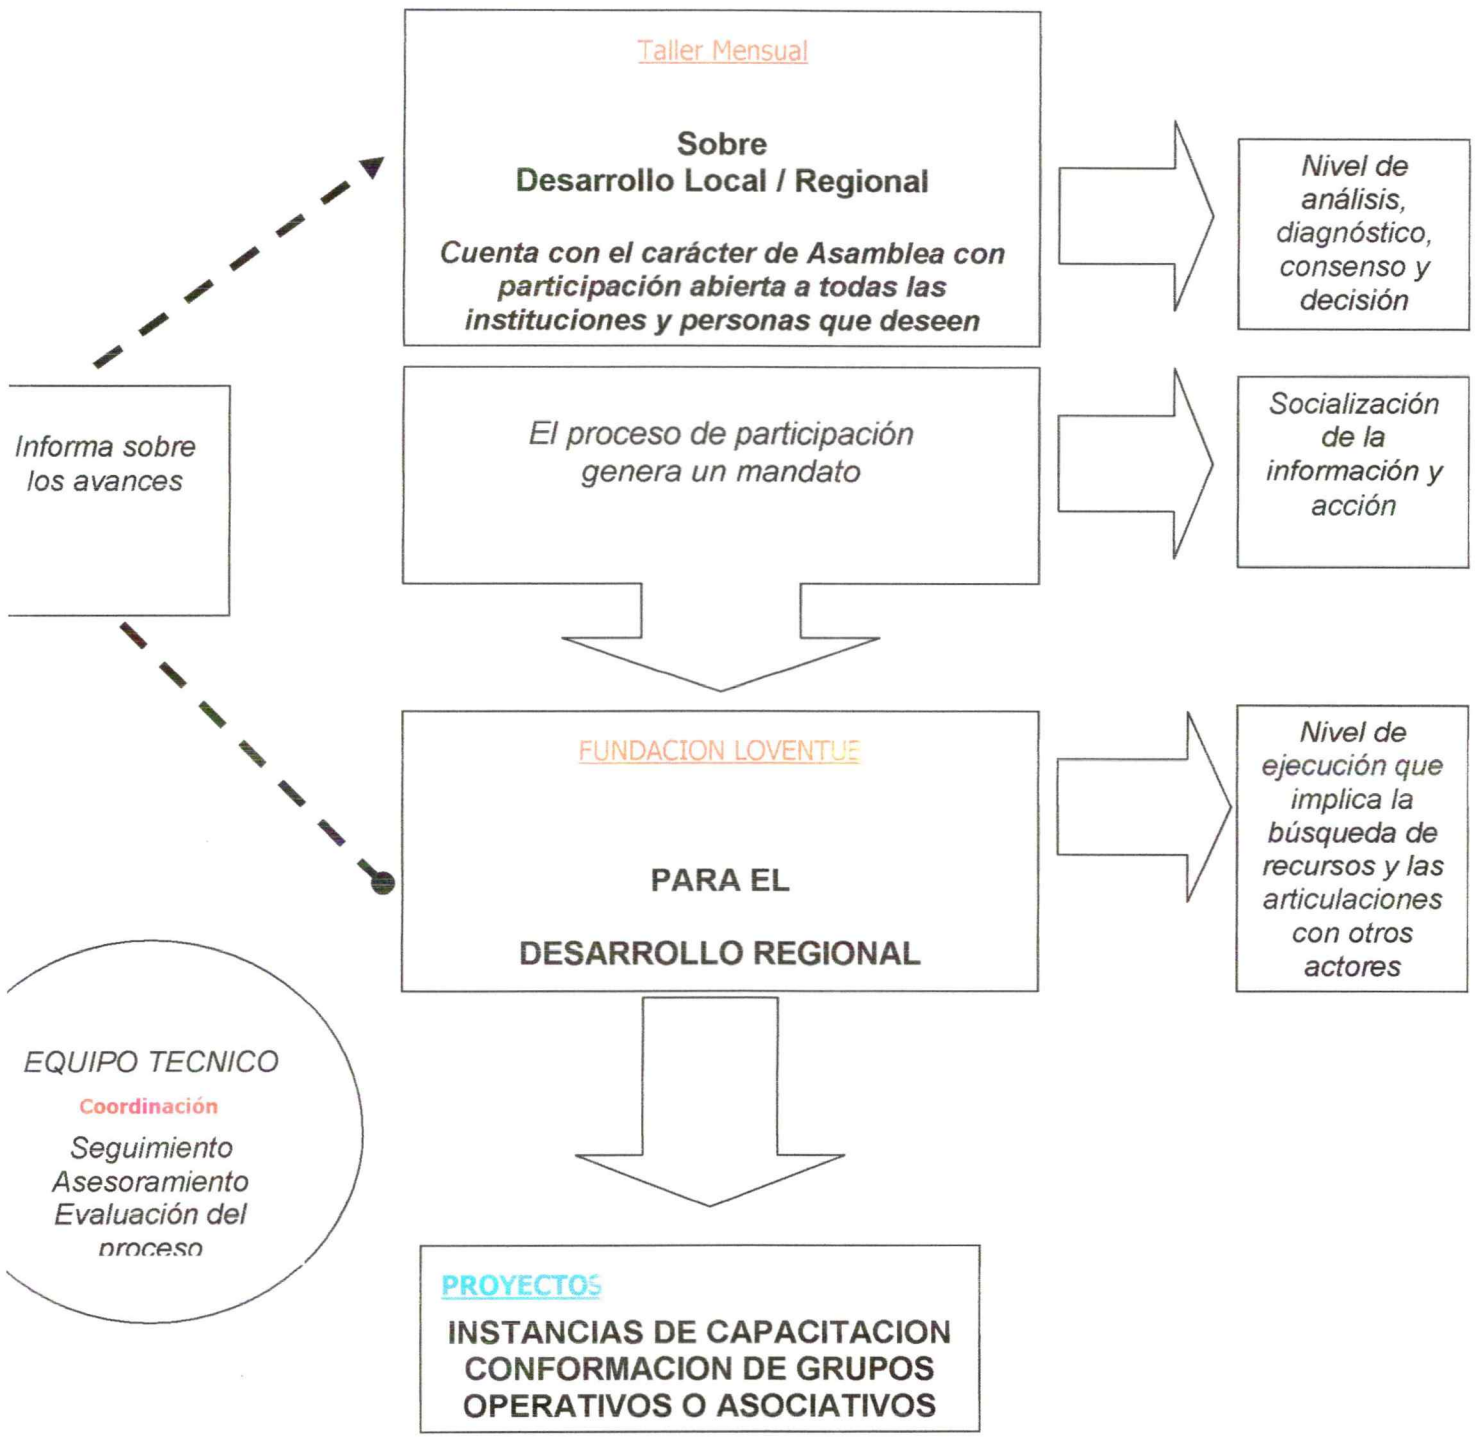 Taller Mensual
Sobre
Desarrollo Local / Regional
Cuenta con el carácter de Asamblea con
participación abierta a todas las
instituciones y personas que deseen
Nivel de
análisis,
diagnóstico,
consenso y
decisión
Informa sobre
los avances
El proceso de participación
genera un mandato
Socialización
de la
información y
acción
FUNDACION LOVENTUE
PARA EL
DESARROLLO REGIONAL
Nivel de
ejecución que
implica la
búsqueda de
recursos y las
articulaciones
con otros
actores
EQUIPO TECNICO
Coordinación
Seguimiento
Asesoramiento
Evaluación del
proceso
PROYECTOS
INSTANCIAS DE CAPACITACION
CONFORMACION DE GRUPOS
OPERATIVOS O ASOCIATIVOS